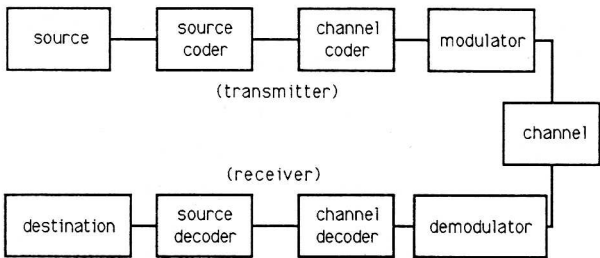 source
source
coder
channel
coder
modulator
(transmitter)
channel
(receiver)
destination
source
decoder
channel
decoder
demodulator